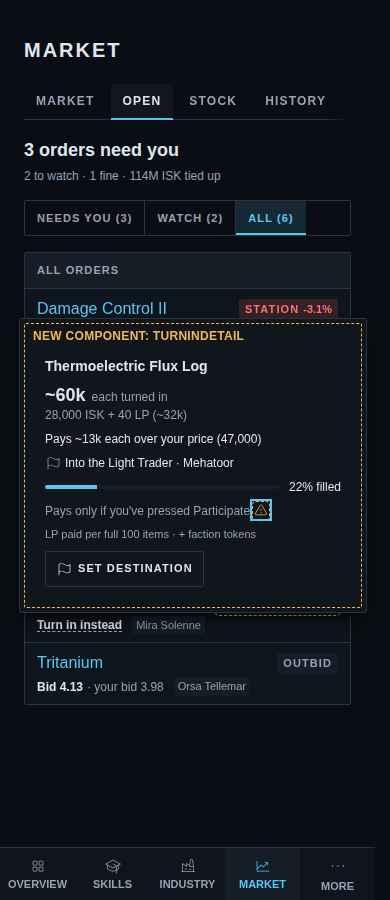 MARKET
MARKET OPEN STOCK HISTORY
3 orders need you
2 to watch · 1 fine · 114M ISK tied up
NEEDS YOU (3) WATCH (2) ALL (6)
ALL ORDERS
Damage Control II STATION -3.1%
NEW COMPONENT: TURNINDETAIL
Thermoelectric Flux Log
~60k each turned in
28,000 ISK + 40 LP (~32k)
Pays ~13k each over your price (47,000)
Into the Light Trader · Mehatoor
22% filled
Pays only if you've pressed Participate
LP paid per full 100 items · + faction tokens
SET DESTINATION
Turn in instead Mira Solenne
Tritanium OUTBID
Bid 4.13 · your bid 3.98 Orsa Tellemar
OVERVIEW SKILLS INDUSTRY MARKET MORE